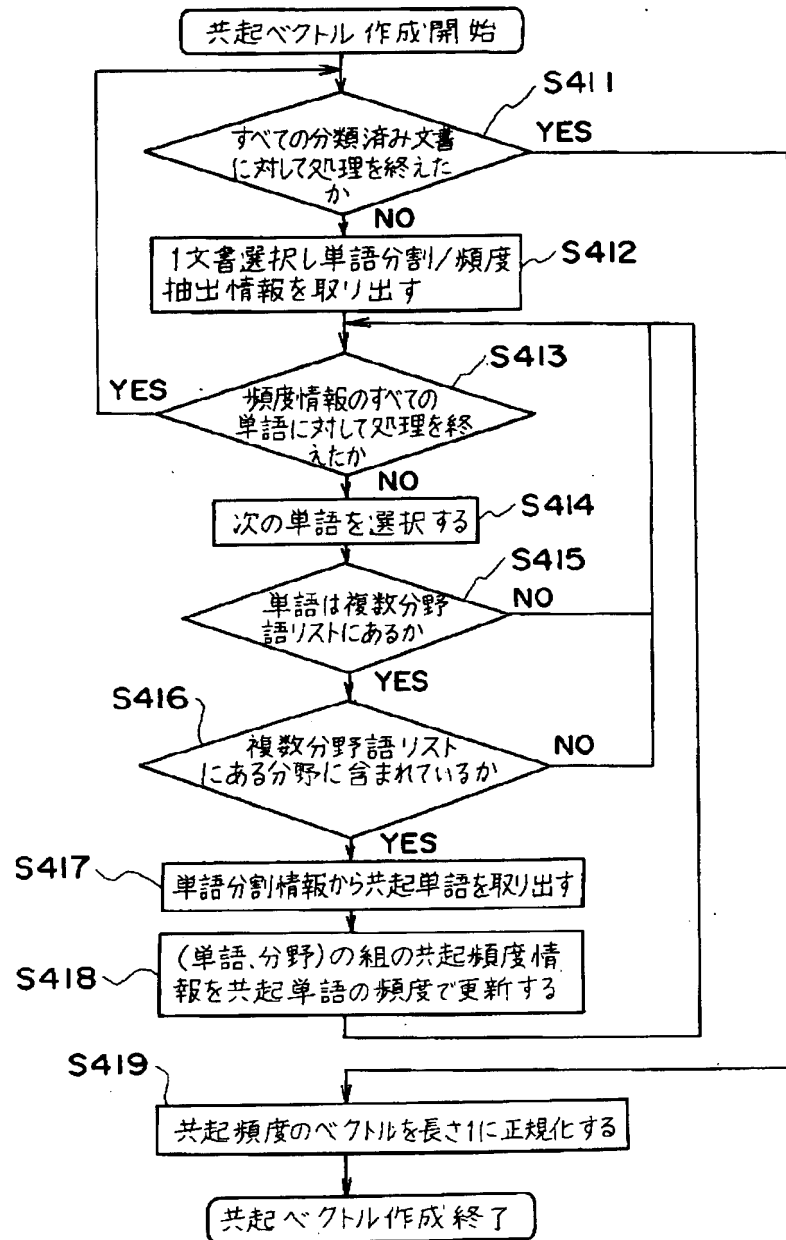 共起ベクトル作成開始
S411
すべての分類済み文書
に対して処理を終えた
か
YES
NO
1文書選択し単語分割/頻度
抽出情報を取り出す
S412
S413
YES
頻度情報のすべての
単語に対して処理を終
えたか
NO
次の単語を選択する
S414
S415
単語は複数分野
語リストにあるか
NO
YES
S416
複数分野語リスト
にある分野に含まれているか
NO
YES
S417
単語分割情報から共起単語を取り出す
S418
(単語、分野)の組の共起頻度情
報を共起単語の頻度で更新する
S419
共起頻度のベクトルを長さ1に正規化する
共起ベクトル作成終了